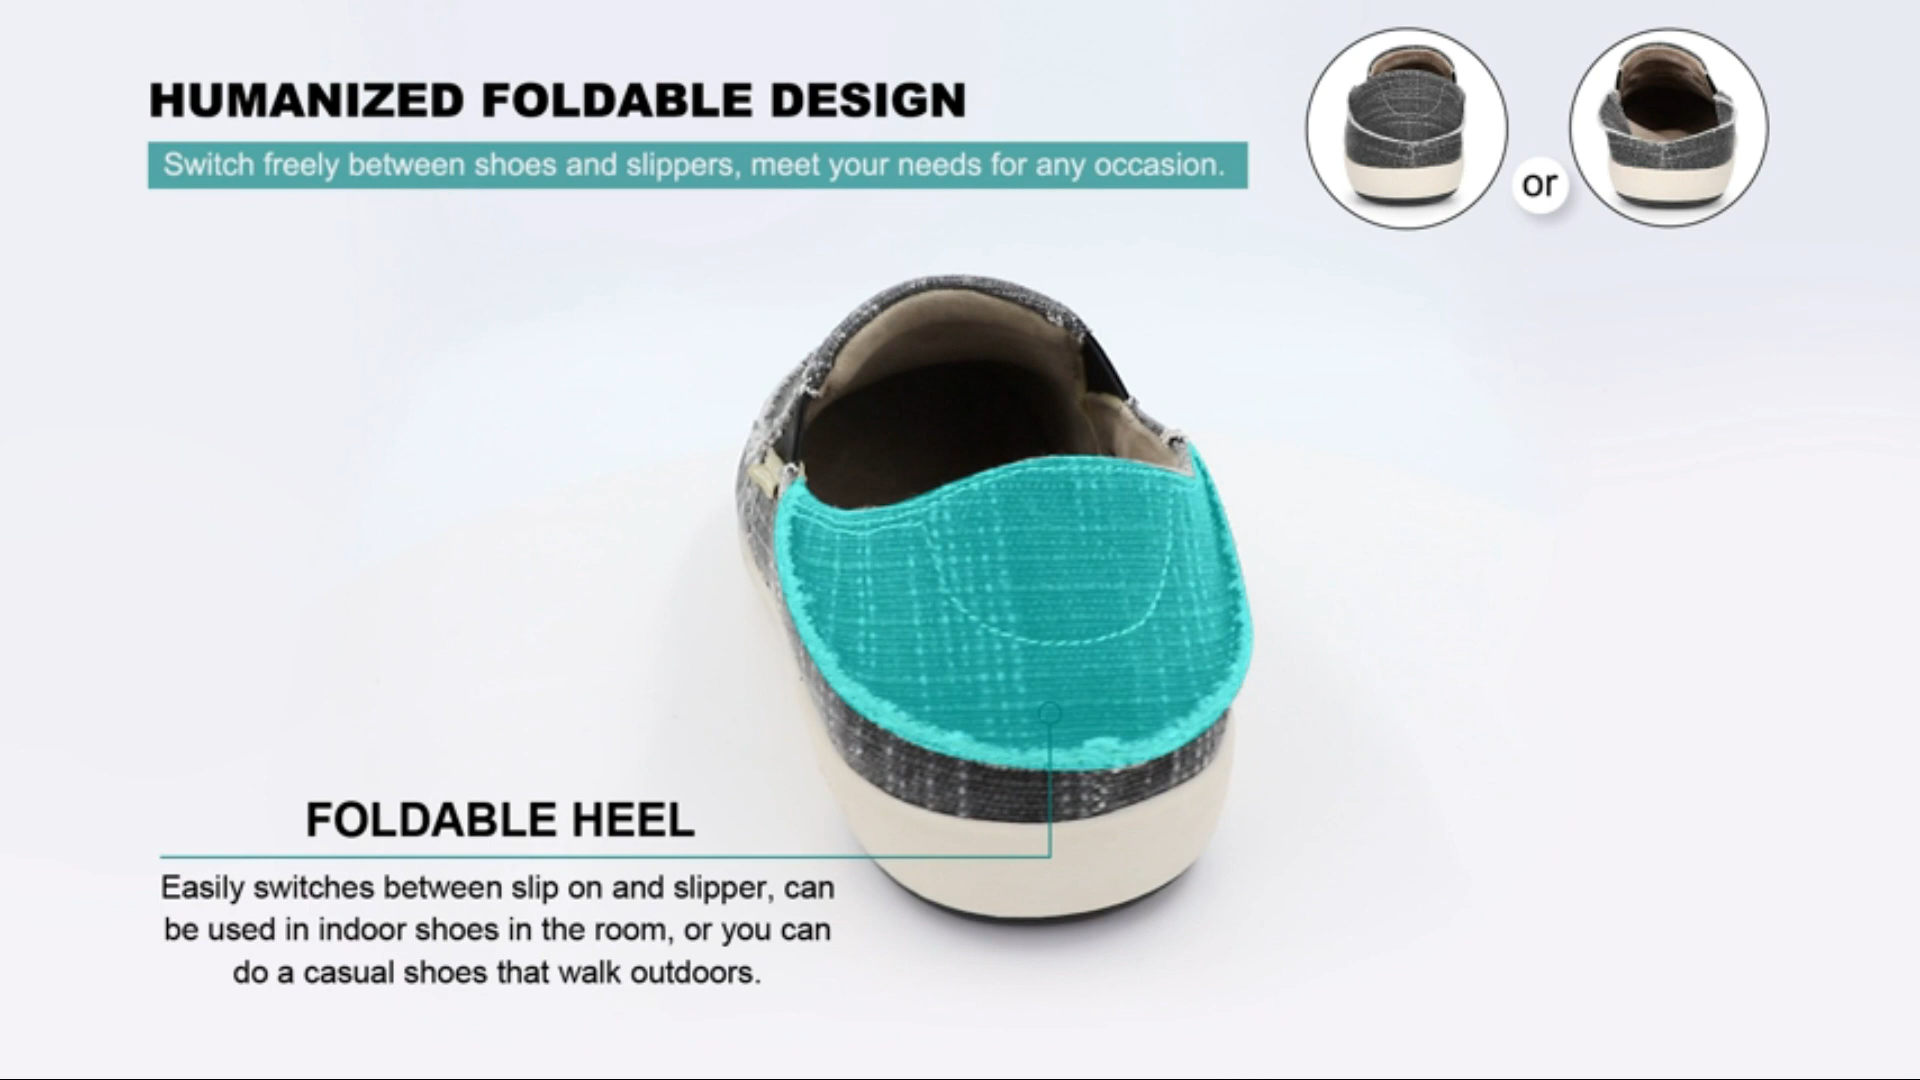 HUMANIZED FOLDABLE DESIGN
Switch freely between shoes and slippers, meet your needs for any occasion.
or
FOLDABLE HEEL
Easily switches between slip on and slipper, can
be used in indoor shoes in the room, or you can
do a casual shoes that walk outdoors.